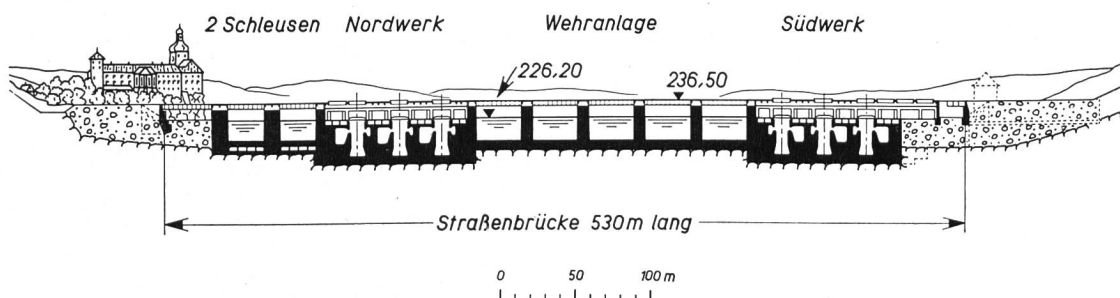 2 Schleusen Nordwerk Wehranlage Südwerk
226,20 236,50
Straßenbrücke 530m lang
0 50 100 m